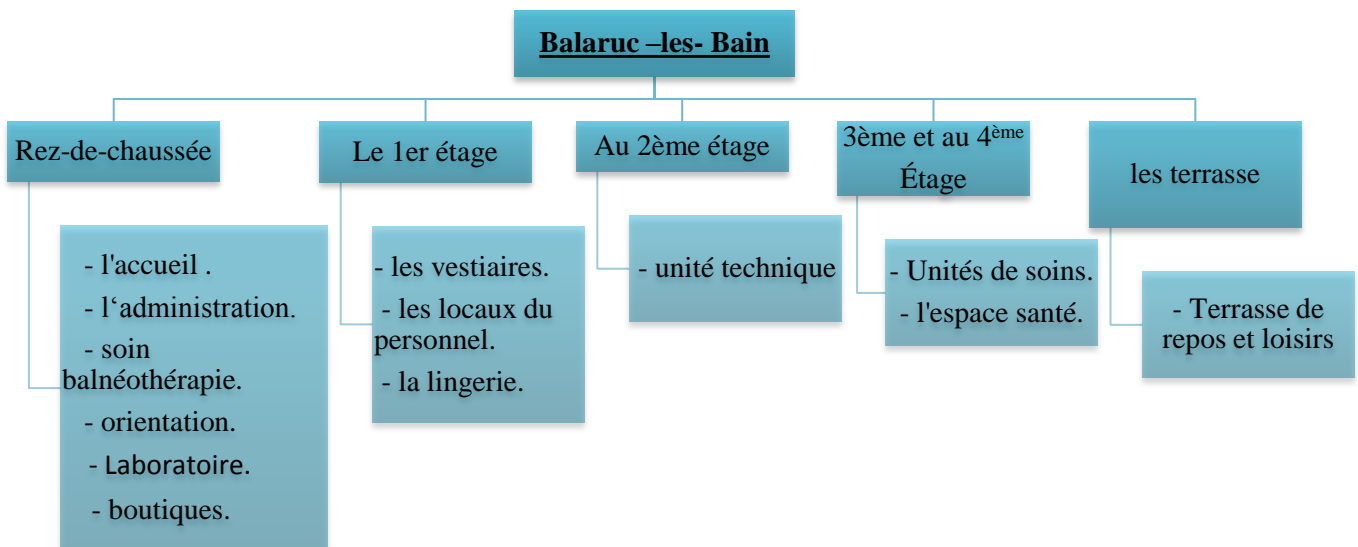 Balaruc –les- Bain
Rez-de-chaussée
- l'accueil .
- l‘administration.
- soin
balnéothérapie.
- orientation.
- Laboratoire.
- boutiques.
Le 1er étage
- les vestiaires.
- les locaux du
personnel.
- la lingerie.
Au 2ème étage
- unité technique
3ème et au 4ème
Étage
- Unités de soins.
- l'espace santé.
les terrasse
- Terrasse de
repos et loisirs